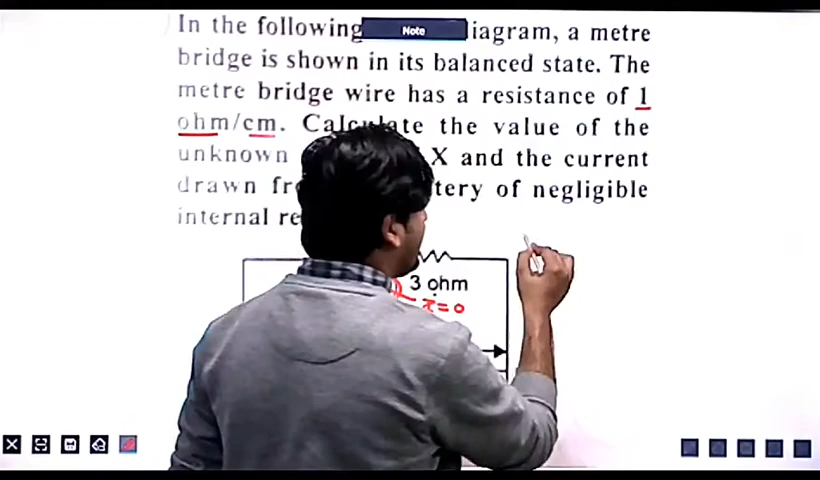 In the following Note iagram, a metre
bridge is shown in its balanced state. The
metre bridge wire has a resistance of 1
ohm/cm. Calculate the value of the
unknown X and the current
drawn tery of negligible
internal
3 ohm
I=0